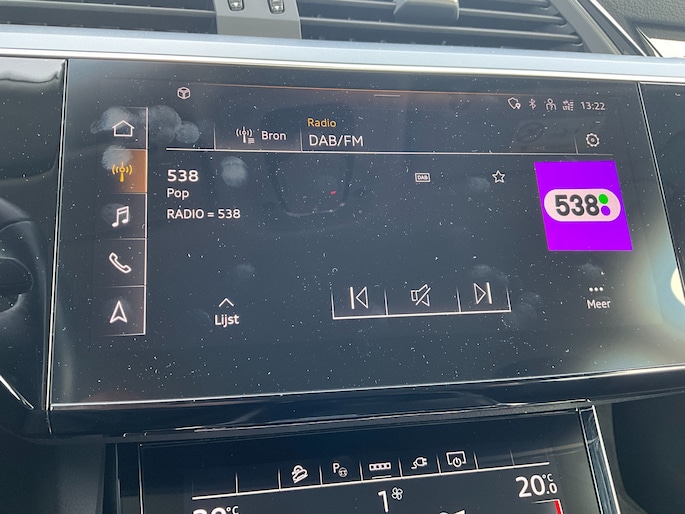 13:22
Bron
Radio
DAB/FM
538
Pop
RADIO = 538
DAB
538
Lijst
Meer
P
1
20.0°C